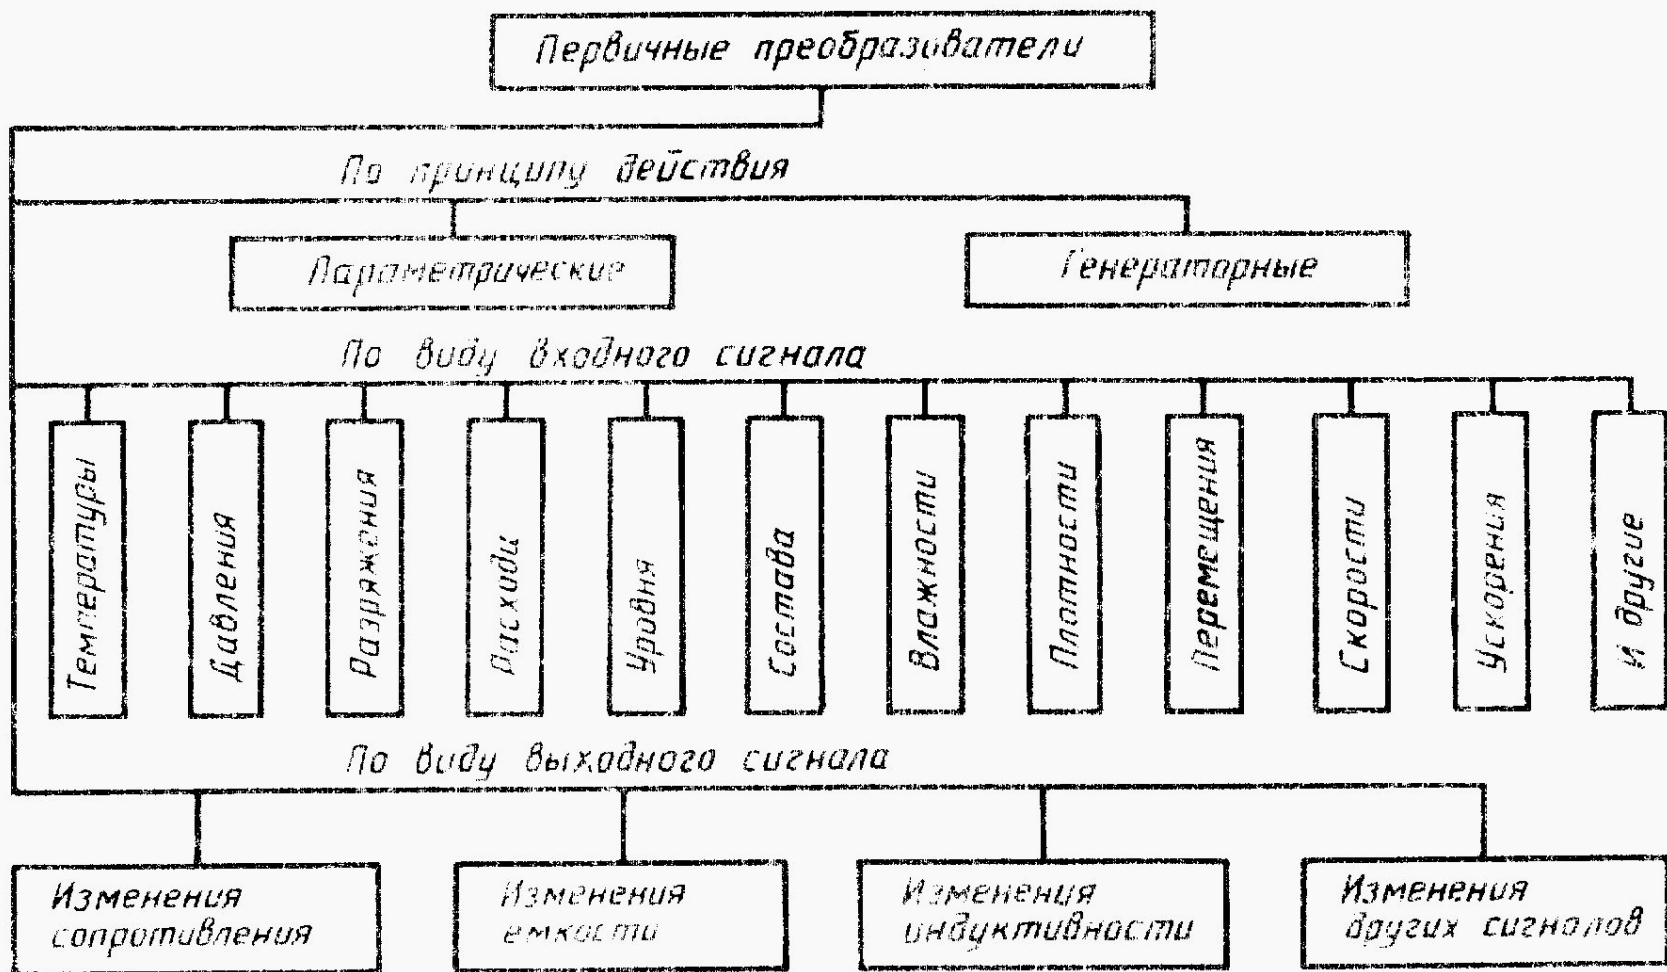 Первичные преобразователи
По принципу действия
Параметрические
Генераторные
По виду входного сигнала
Температуры
Давления
Разряжения
Расхода
Уровня
Состава
Влажности
Плотности
Перемещения
Скорости
Ускорения
И другие
По виду выходного сигнала
Изменения
сопротивления
Изменения
емкости
Изменения
индуктивности
Изменения
других сигналов